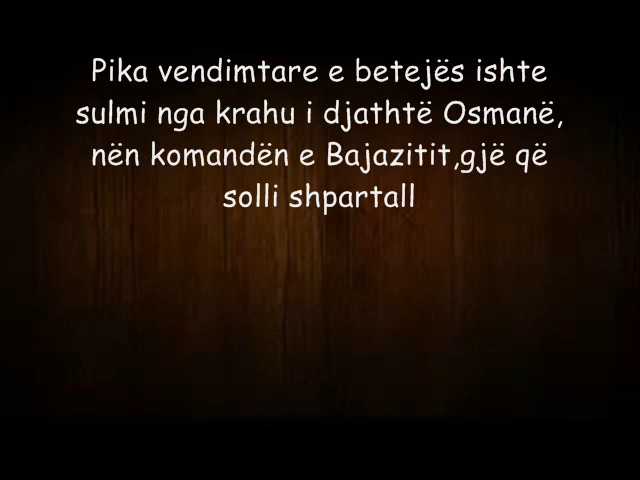 Pika vendimtare e betejës ishte
sulmi nga krahu i djathtë Osmanë,
nën komandën e Bajazitit,gjë që
solli shpartall